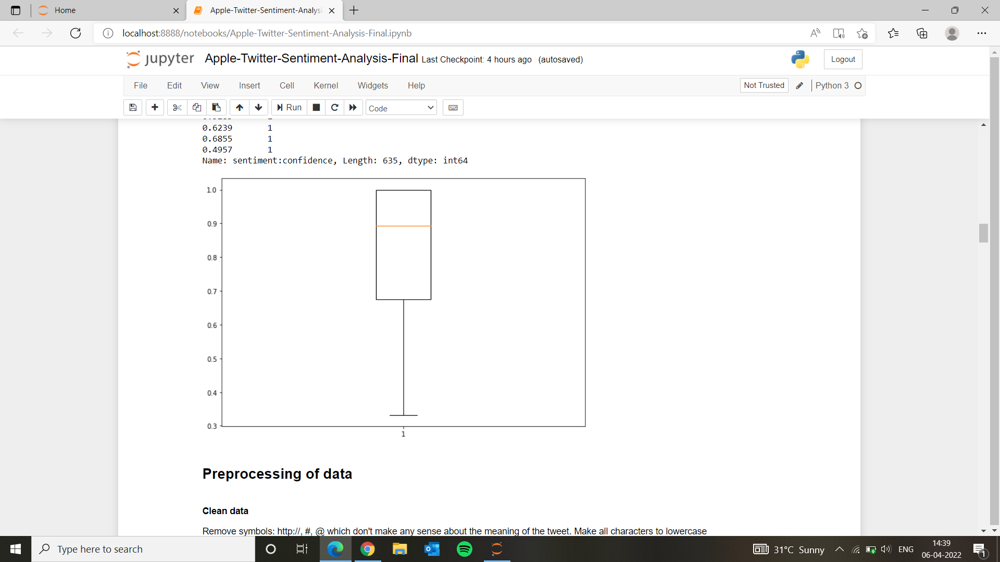 Home
Apple-Twitter-Sentiment-Analysi
localhost:8888/notebooks/Apple-Twitter-Sentiment-Analysis-Final.ipynb
jupyter Apple-Twitter-Sentiment-Analysis-Final Last Checkpoint: 4 hours ago (autosaved)
Logout
File Edit View Insert Cell Kernel Widgets Help
Not Trusted
Python 3
Run
Code
0.6239 1
0.6855 1
0.4957 1
Name: sentiment:confidence, Length: 635, dtype: int64
1.0
0.9
0.8
0.7
0.6
0.5
0.4
0.3
1
Preprocessing of data
Clean data
Remove symbols: http://, #, @ which don't make any sense about the meaning of the tweet. Make all characters to lowercase
Type here to search
31°C Sunny
ENG
14:39
06-04-2022
1